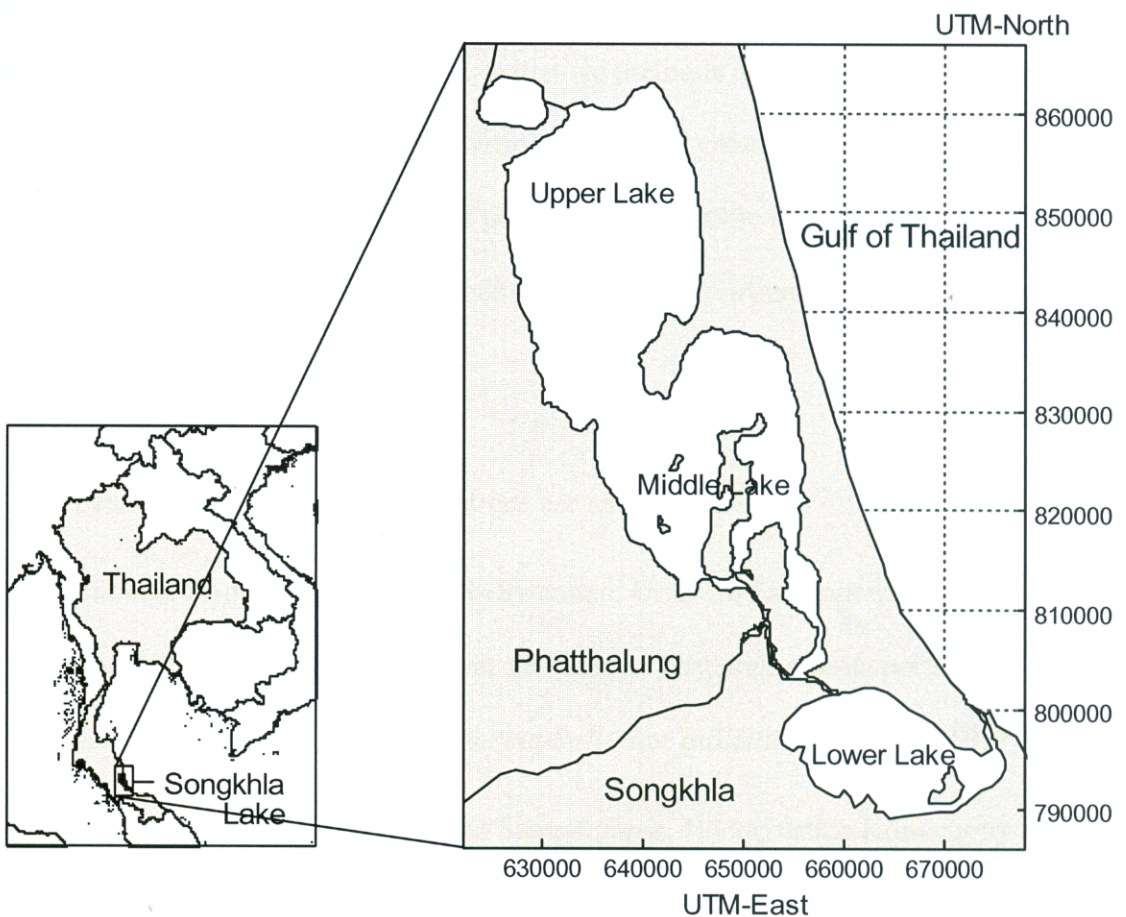 UTM-North
860000
Upper Lake
850000
Gulf of Thailand
840000
830000
Middle Lake
820000
Thailand
810000
Phatthalung
800000
Lower Lake
Songkhla
Lake
Songkhla
790000
630000 640000 650000 660000 670000
UTM-East